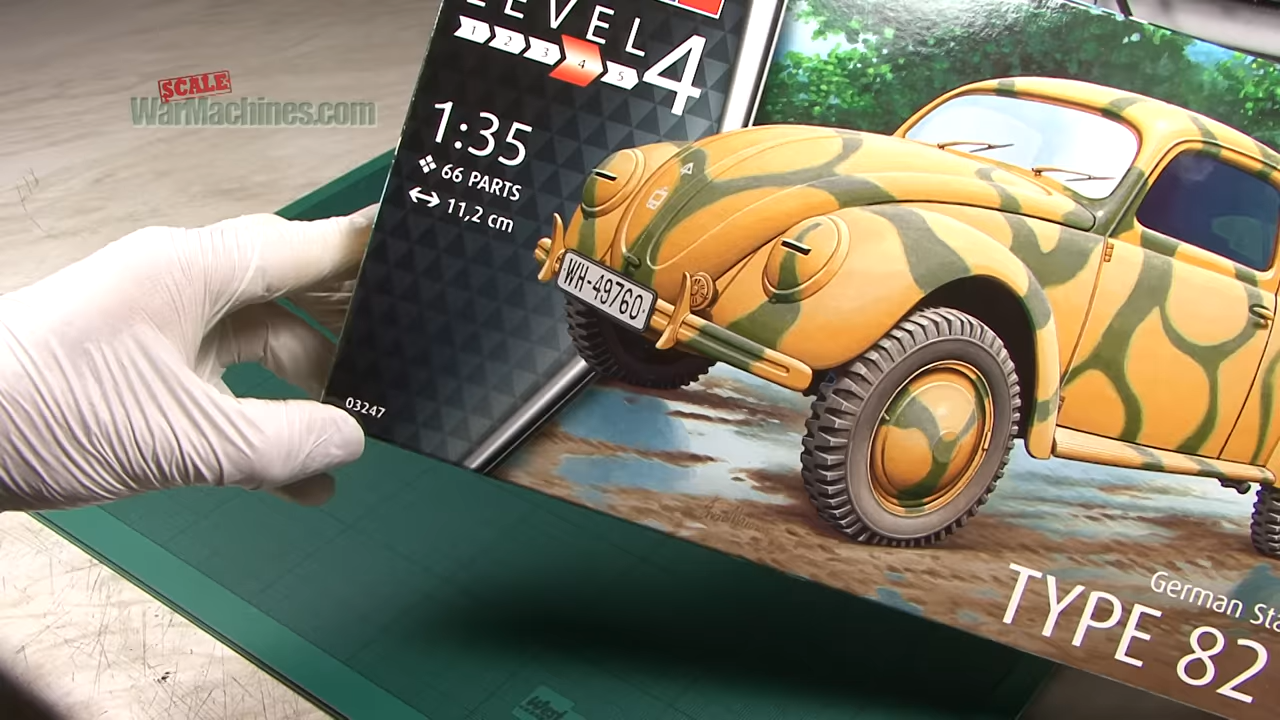 SCALE
WarMachines.com
LEVEL 4
1 2 3 4 5
1:35
66 PARTS
11,2 cm
WH-49760
03247
German
TYPE 82